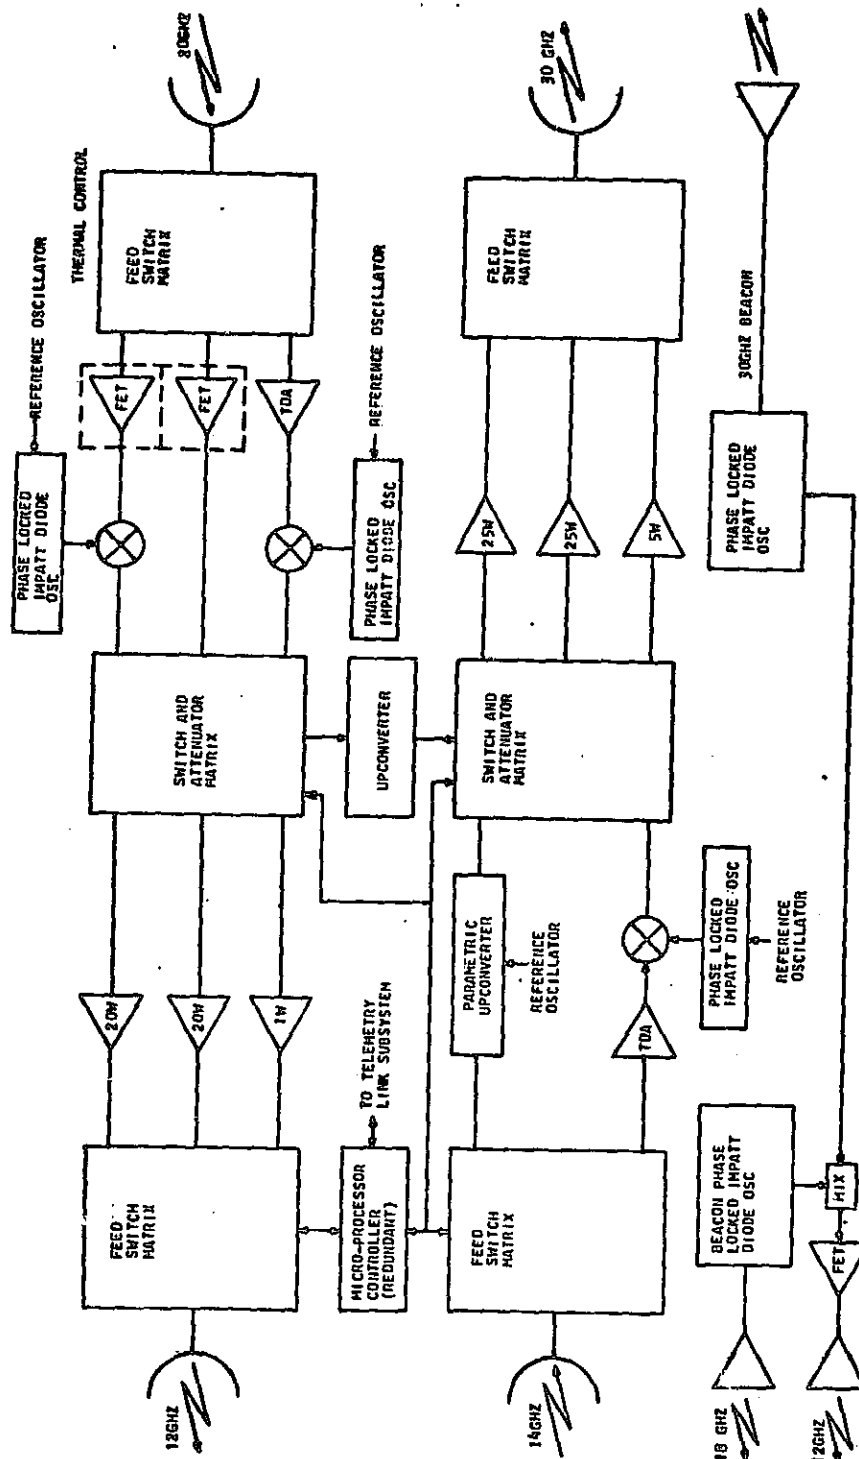 12GHZ
FEED
SWITCH
MATRIX
20W
20W
1W
SWITCH AND
ATTENUATOR
MATRIX
PHASE LOCKED
IMPATT DIODE
OSC
REFERENCE OSCILLATOR
FET
FET
TDA
THERMAL CONTROL
FEED
SWITCH
MATRIX
80GHZ
PHASE LOCKED
IMPATT DIODE OSC
REFERENCE OSCILLATOR
MICRO-PROCESSOR
CONTROLLER
(REDUNDANT)
TO TELEMETRY
LINK SUBSYSTEM
UPCONVERTER
14GHZ
FEED
SWITCH
MATRIX
PARAMETRIC
UPCONVERTER
REFERENCE
OSCILLATOR
TDA
PHASE LOCKED
IMPATT DIODE OSC
REFERENCE
OSCILLATOR
SWITCH AND
ATTENUATOR
MATRIX
25W
25W
5W
FEED
SWITCH
MATRIX
30 GHZ
18 GHZ
BEACON PHASE
LOCKED IMPATT
DIODE OSC
PHASE LOCKED
IMPATT DIODE
OSC
30GHZ BEACON
12GHZ
FET
MIX